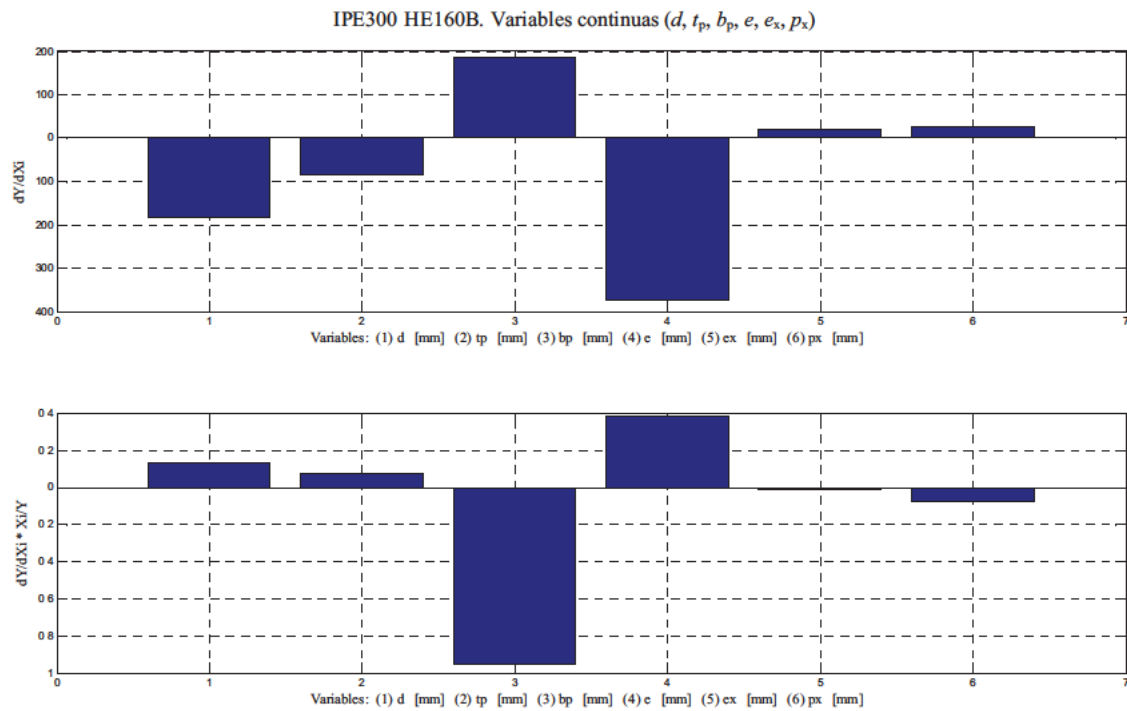 IPE300 HE160B. Variables continuas (d, tp, bp, e, ex, px)
200
100
0
100
200
300
400
dY/dXi
0 1 2 3 4 5 6 7
Variables: (1) d [mm] (2) tp [mm] (3) bp [mm] (4) e [mm] (5) ex [mm] (6) px [mm]
0 4
0 2
0
0 2
0 4
0 6
0 8
1
dY/dXi * Xi/Y
0 1 2 3 4 5 6 7
Variables: (1) d [mm] (2) tp [mm] (3) bp [mm] (4) e [mm] (5) ex [mm] (6) px [mm]